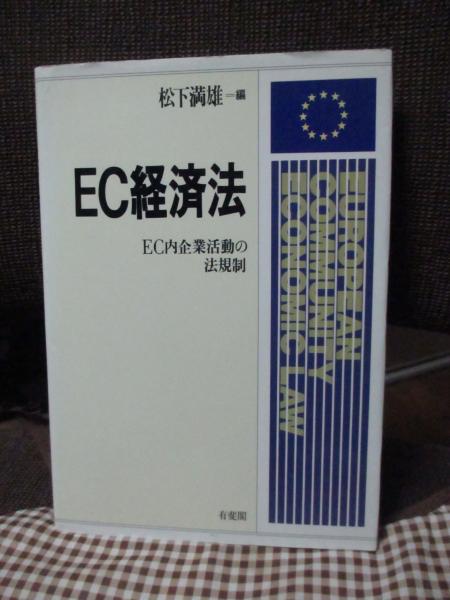 松下満雄=編
EC経済法
EC内企業活動の
法規制
EUROPEAN
COMMUNITY
ECONOMIC LAW
有斐閣